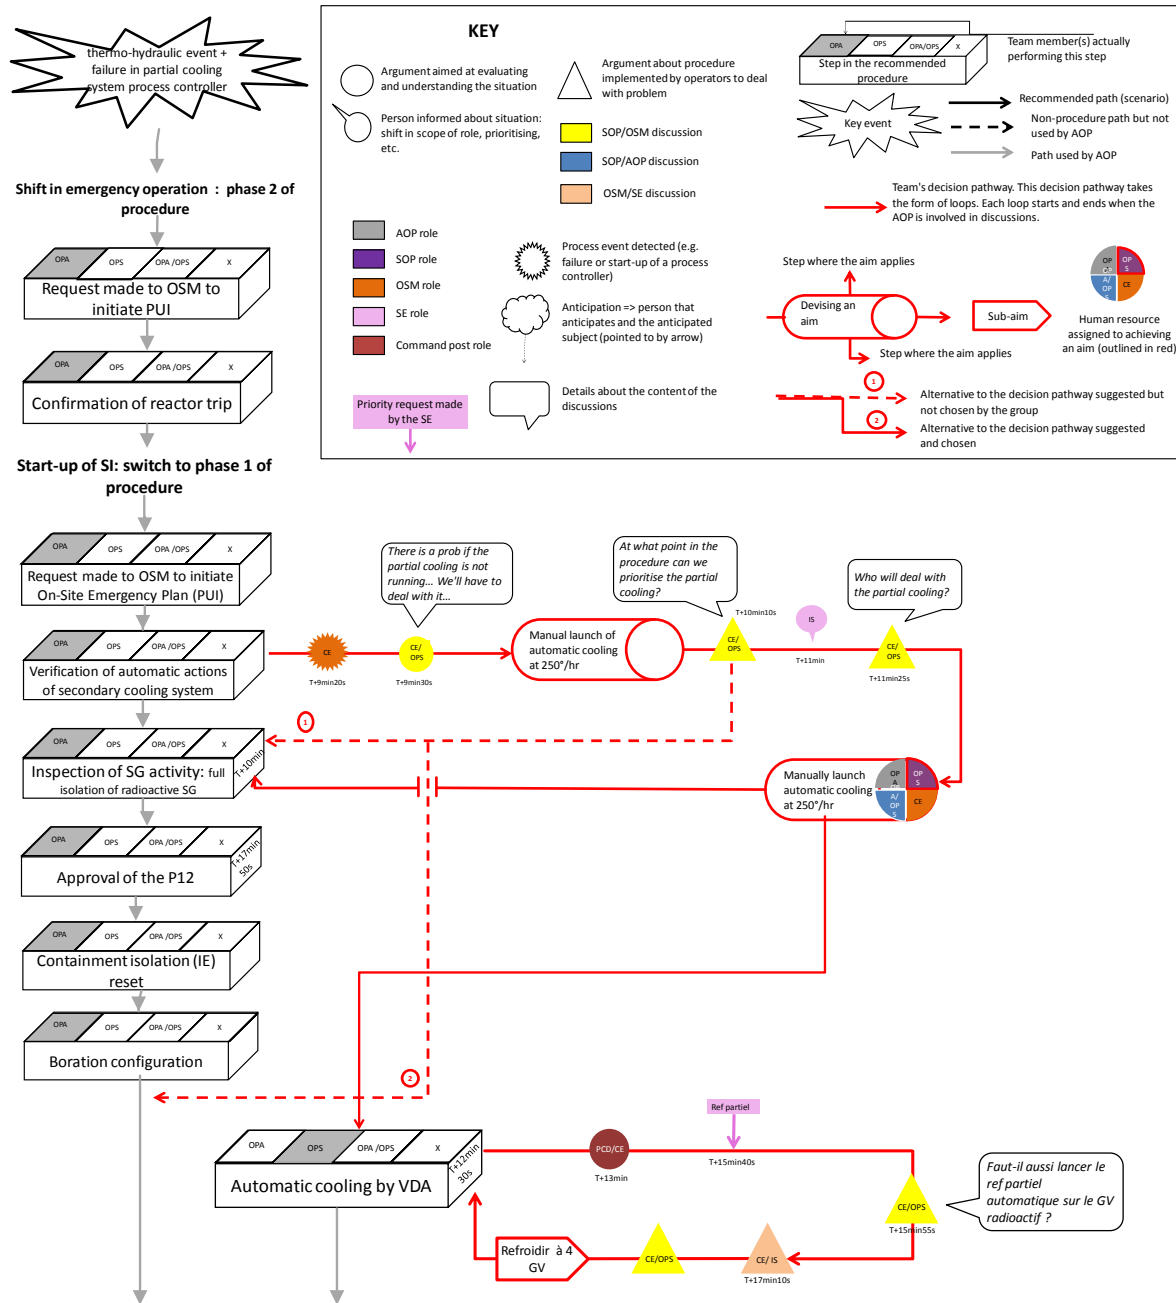 thermo-hydraulic event +
failure in partial cooling
system process controller
Shift in emergency operation : phase 2 of
procedure
OPA
OPS
OPA /OPS
X
Request made to OSM to
initiate PUI
OPA
OPS
OPA /OPS
X
Confirmation of reactor trip
Start-up of SI: switch to phase 1 of
procedure
KEY
Argument aimed at evaluating
and understanding the situation
Person informed about situation:
shift in scope of role, prioritising,
etc.
AOP role
SOP role
OSM role
SE role
Command post role
Priority request made
by the SE
Argument about procedure
implemented by operators to deal
with problem
SOP/OSM discussion
SOP/AOP discussion
OSM/SE discussion
Process event detected (e.g.
failure or start-up of a process
controller)
Anticipation => person that
anticipates and the anticipated
subject (pointed to by arrow)
Details about the content of the
discussions
OPA
OPS
OPA/OPS
X
Step in the recommended
procedure
Team member(s) actually
performing this step
Key event
Recommended path (scenario)
Non-procedure path but not
used by AOP
Path used by AOP
Team's decision pathway. This decision pathway takes
the form of loops. Each loop starts and ends when the
AOP is involved in discussions.
Step where the aim applies
Devising an
aim
Sub-aim
Step where the aim applies
OP
OP
S
A/
OP
CE
Human resource
assigned to achieving
an aim (outlined in red)
1
Alternative to the decision pathway suggested but
not chosen by the group
2
Alternative to the decision pathway suggested
and chosen
OPA
OPS
OPA /OPS
X
Request made to OSM to initiate
On-Site Emergency Plan (PUI)
OPA
OPS
OPA /OPS
X
Verification of automatic actions
of secondary cooling system
CE
T+9min20s
There is a prob if the
partial cooling is not
running... We'll have to
deal with it...
CE/
OPS
T+9min30s
Manual launch of
automatic cooling
at 250°/hr
At what point in the
procedure can we
prioritise the partial
cooling?
T+10min10s
CE/
OPS
IS
T+11min
Who will deal with
the partial cooling?
CE/
OPS
T+11min25s
1
OPA
OPS
OPA /OPS
X
T+10min
Inspection of SG activity: full
isolation of radioactive SG
Manually launch
automatic cooling
at 250°/hr
OP
A
OP
S
A/
OP
S
CE
OPA
OPS
OPA /OPS
X
T+17min
50s
Approval of the P12
OPA
OPS
OPA /OPS
X
Containment isolation (IE)
reset
OPA
OPS
OPA /OPS
X
Boration configuration
2
OPA
OPS
OPA /OPS
X
T+12min
30s
Automatic cooling by VDA
PCD/CE
T+13min
Ref partiel
T+15min40s
CE/OPS
T+15min55s
Faut-il aussi lancer le
ref partiel
automatique sur le GV
radioactif ?
Refroidir à 4
GV
CE/OPS
CE/ IS
T+17min10s